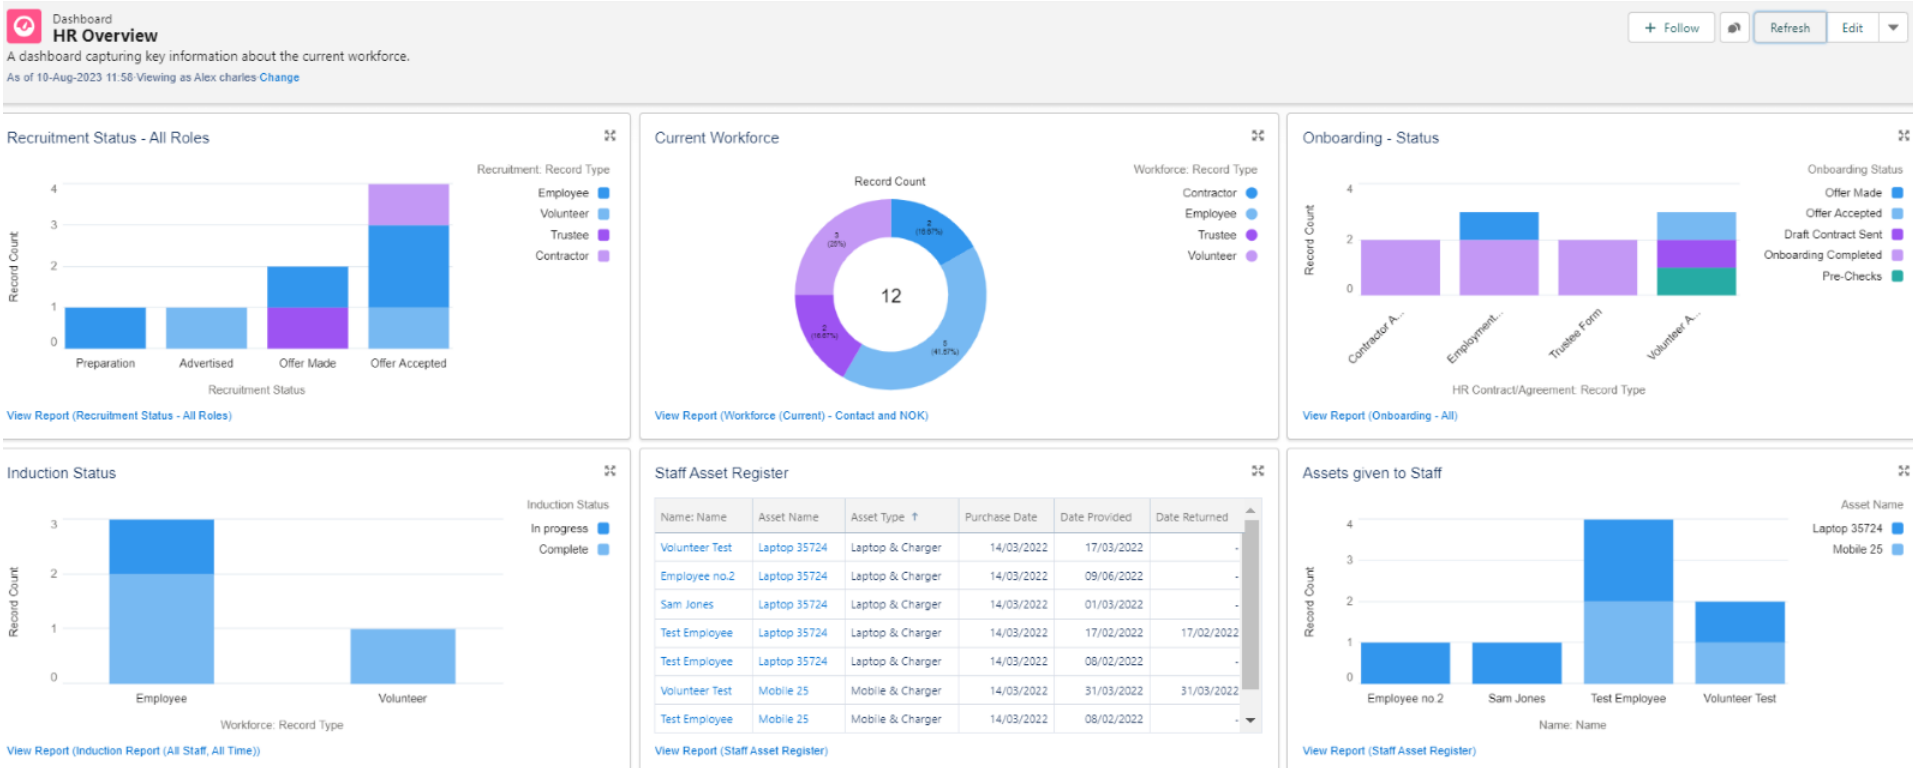 Dashboard
HR Overview
A dashboard capturing key information about the current workforce.
As of 10-Aug-2023 11:58·Viewing as Alex charles·Change
+ Follow
Refresh
Edit
Recruitment Status - All Roles
Recruitment: Record Type
Employee
Volunteer
Trustee
Contractor
Record Count
4
3
2
1
0
Preparation
Advertised
Offer Made
Offer Accepted
Recruitment Status
View Report (Recruitment Status - All Roles)
Current Workforce
Workforce: Record Type
Contractor
Employee
Trustee
Volunteer
Record Count
2
(16.67%)
5
(41.67%)
2
(16.67%)
3
(25%)
12
View Report (Workforce (Current) - Contact and NOK)
Onboarding - Status
Onboarding Status
Offer Made
Offer Accepted
Draft Contract Sent
Onboarding Completed
Pre-Checks
Record Count
4
2
0
Contractor A...
Employment...
Trustee Form
Volunteer A...
HR Contract/Agreement: Record Type
View Report (Onboarding - All)
Induction Status
Induction Status
In progress
Complete
Record Count
3
2
1
0
Employee
Volunteer
Workforce: Record Type
View Report (Induction Report (All Staff, All Time))
Staff Asset Register
Name: Name Asset Name Asset Type ↑ Purchase Date Date Provided Date Returned
Volunteer Test Laptop 35724 Laptop & Charger 14/03/2022 17/03/2022 -
Employee no.2 Laptop 35724 Laptop & Charger 14/03/2022 09/06/2022 -
Sam Jones Laptop 35724 Laptop & Charger 14/03/2022 01/03/2022 -
Test Employee Laptop 35724 Laptop & Charger 14/03/2022 17/02/2022 17/02/2022
Test Employee Laptop 35724 Laptop & Charger 14/03/2022 08/02/2022 -
Volunteer Test Mobile 25 Mobile & Charger 14/03/2022 31/03/2022 31/03/2022
Test Employee Mobile 25 Mobile & Charger 14/03/2022 08/02/2022 -
View Report (Staff Asset Register)
Assets given to Staff
Asset Name
Laptop 35724
Mobile 25
Record Count
4
3
2
1
0
Employee no.2
Sam Jones
Test Employee
Volunteer Test
Name: Name
View Report (Staff Asset Register)